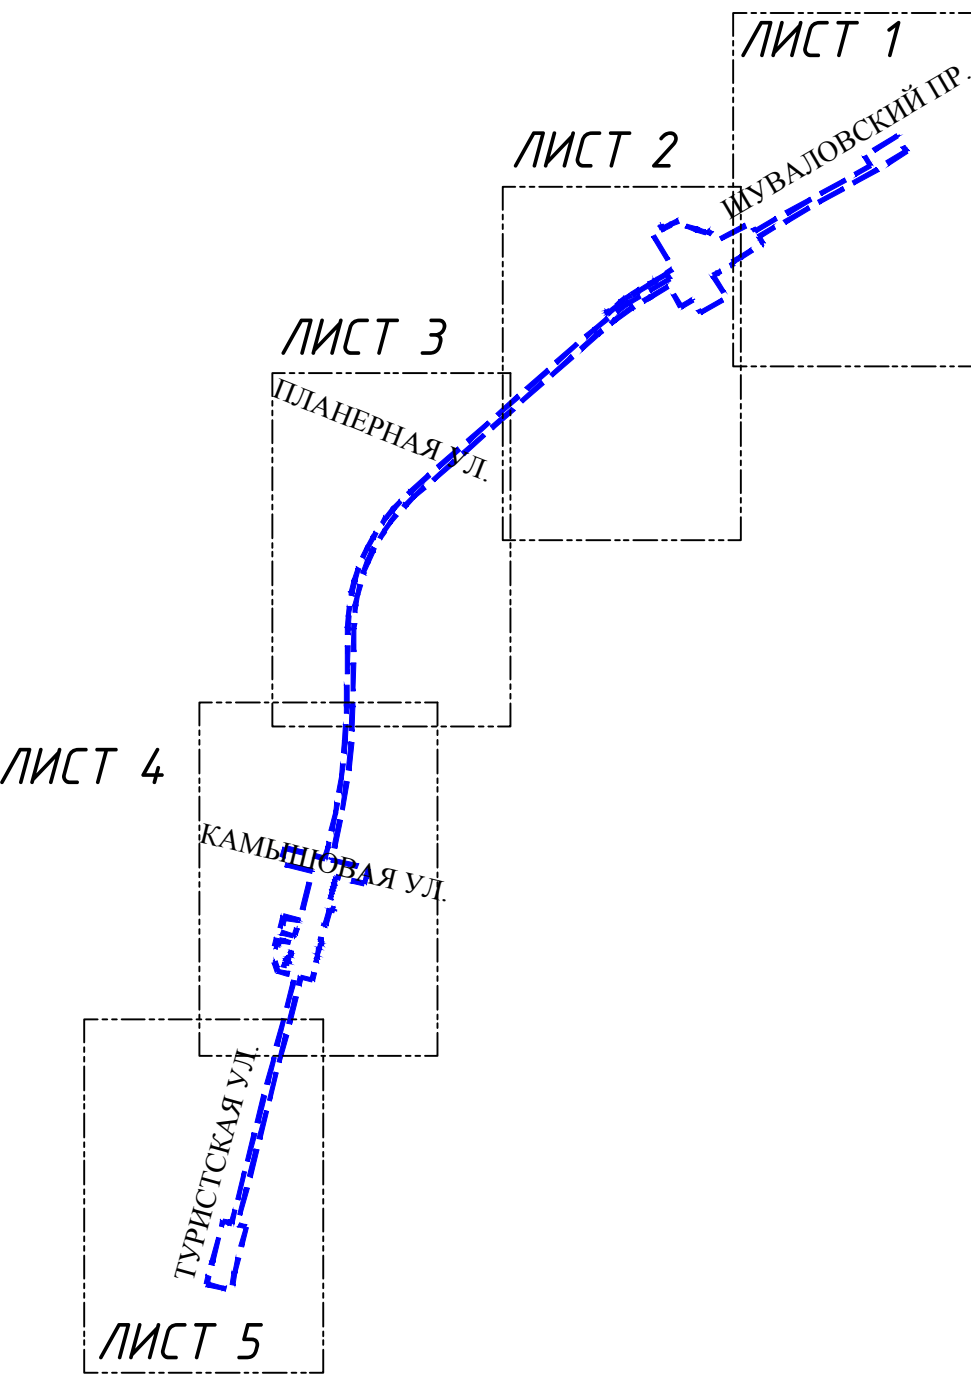 ЛИСТ 1
ШУВАЛОВСКИЙ ПР.
ЛИСТ 2
ЛИСТ 3
ПЛАНЕРНАЯ УЛ.
ЛИСТ 4
КАМЫШОВАЯ УЛ.
ТУРИСТСКАЯ УЛ.
ЛИСТ 5